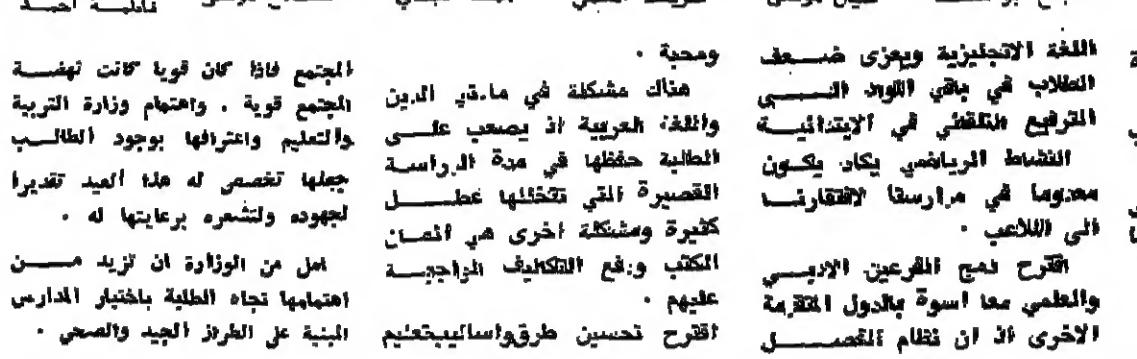 اللغة الانجليزية ويعزى ضعف
الطلاب في باقي المواد الى
الترفيع التلقائي في الابتدائية
النشاط الرياضي يكاد يكون
معدوما في مدارسنا لافتقارنا
الى الملاعب .
اقترح دمج الفرعين الادبي
والعلمي معا اسوة بالدول المتقدمة
الاخرى اذ ان نظام الفصل
ومحبة .
هناك مشكلة في مادتي الدين
واللغة العربية اذ يصعب على
الطلبة حفظها في مدة الدراسة
القصيرة التي تتخللها عطل
كثيرة ومشكلة اخرى هي اثمان
الكتب ورفع التكاليف
عليهم .
اقترح تحسين طرق واساليب تعليم
فاطمة احمد
المجتمع فاذا كان قويا كانت نهضة
المجتمع قوية . واهتمام وزارة التربية
والتعليم واعترافها بوجود الطالب
جعلها تخصص له هذا العيد تقديرا
لجهوده ولتشعره برعايتها له .
امل من الوزارة ان تزيد من
اهتمامها تجاه الطلبة باختيار المدارس
المبنية على الطراز الجيد والصحي .